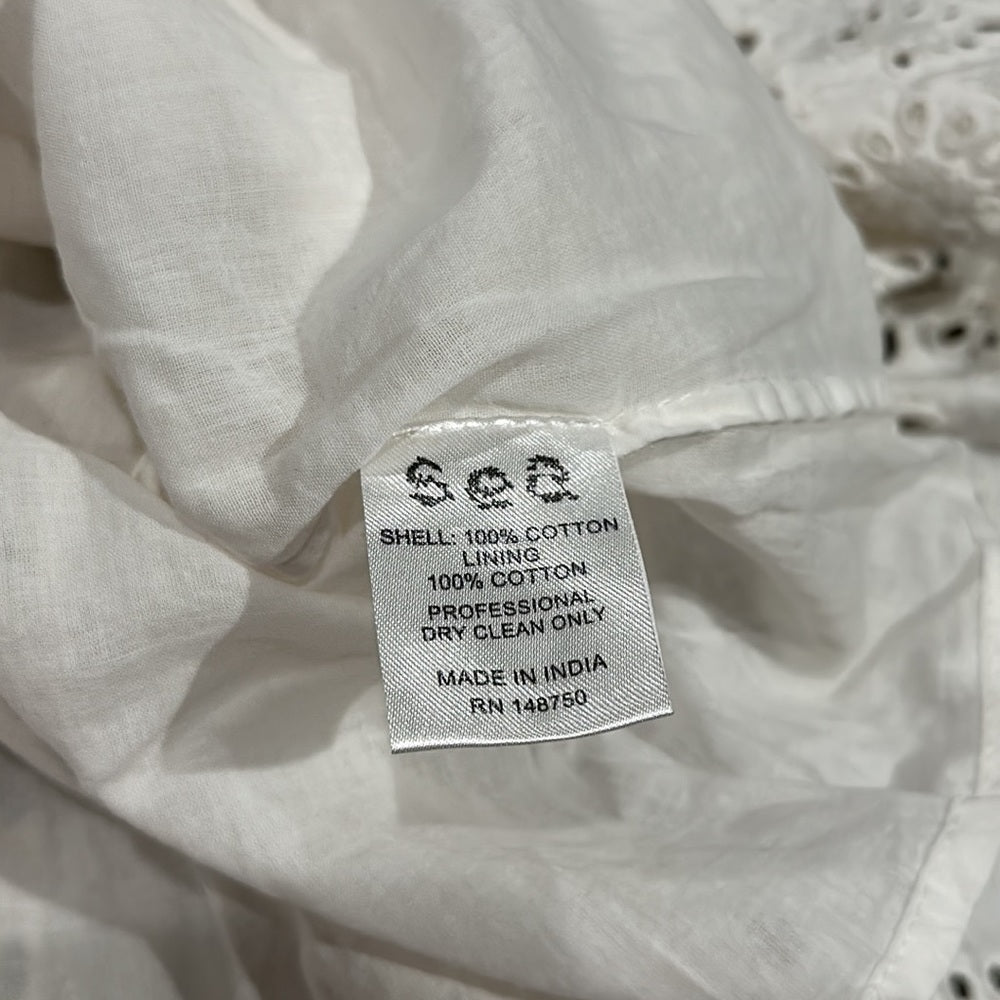 Sea
SHELL: 100% COTTON
LINING
100% COTTON
PROFESSIONAL
DRY CLEAN ONLY
MADE IN INDIA
RN 148750